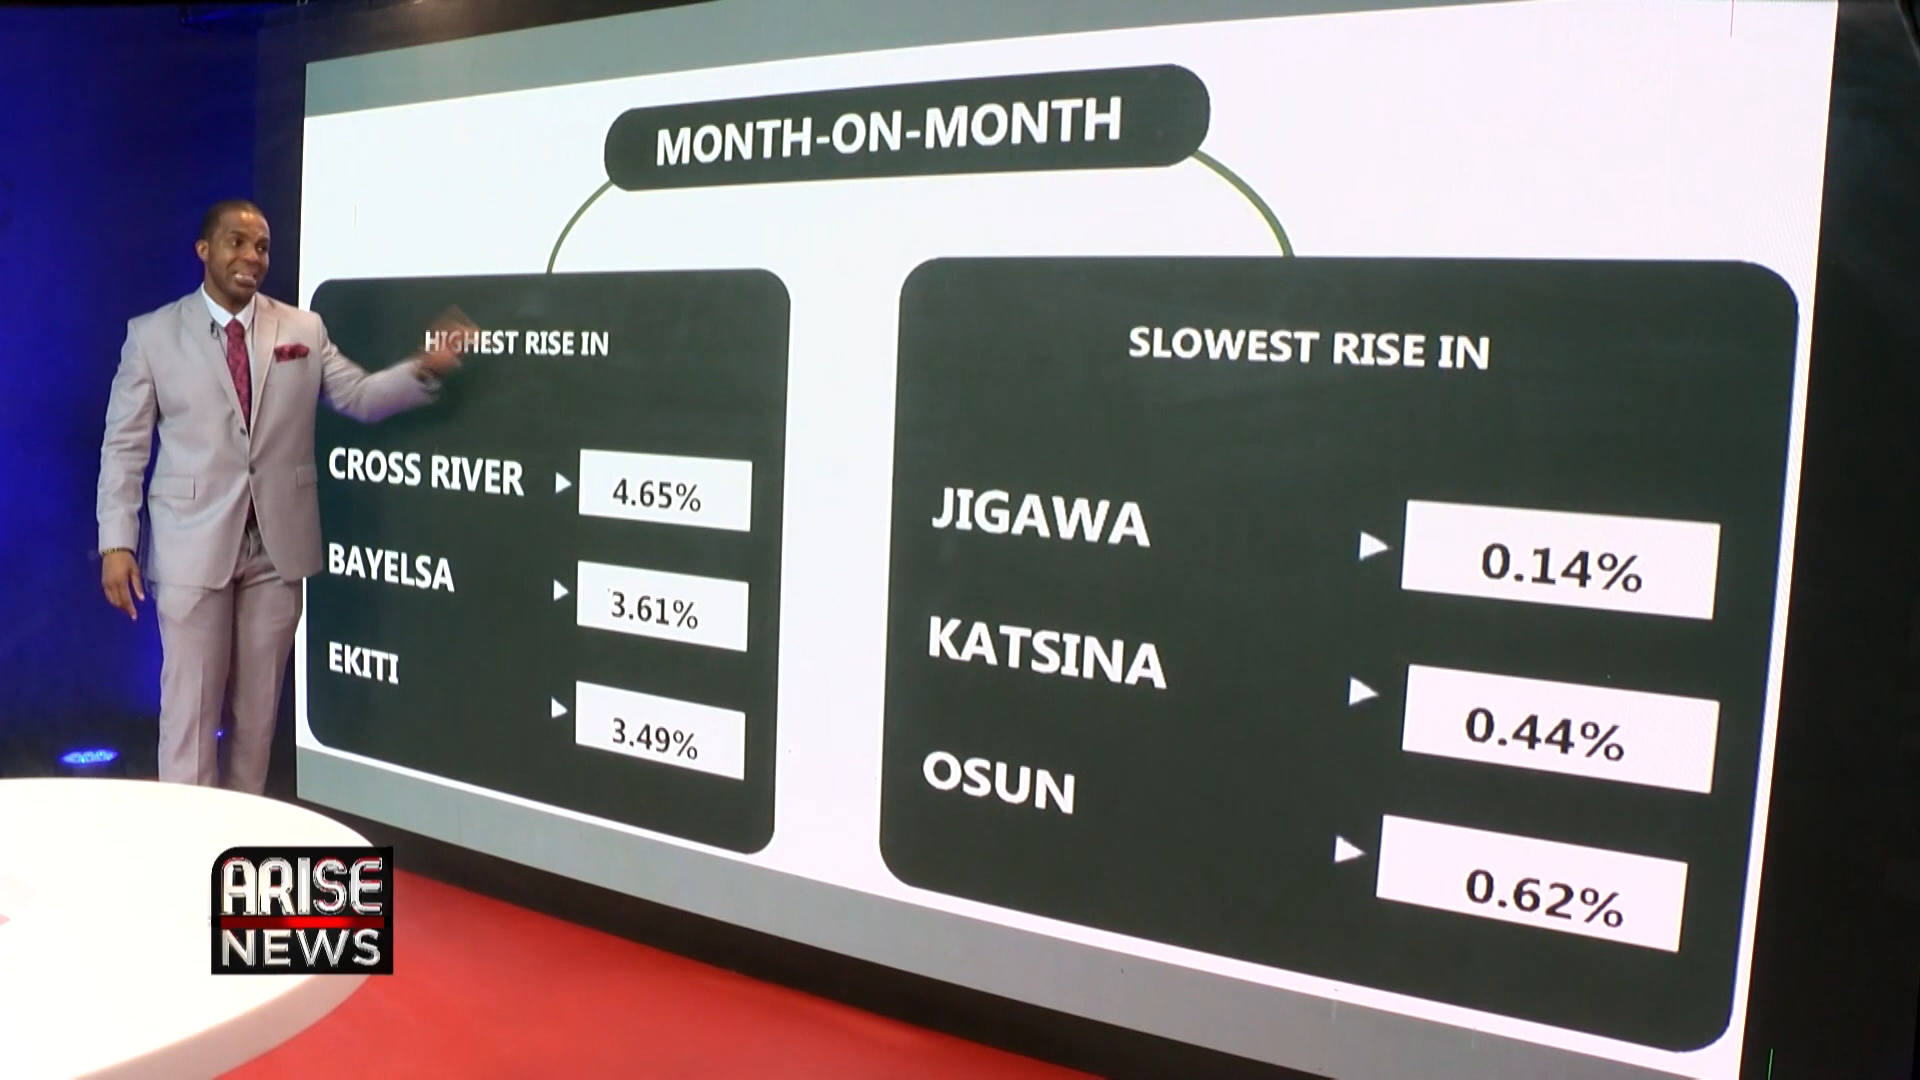 MONTH-ON-MONTH
HIGHEST RISE IN
CROSS RIVER
4.65%
BAYELSA
3.61%
EKITI
3.49%
SLOWEST RISE IN
JIGAWA
0.14%
KATSINA
0.44%
OSUN
0.62%
ARISE
NEWS